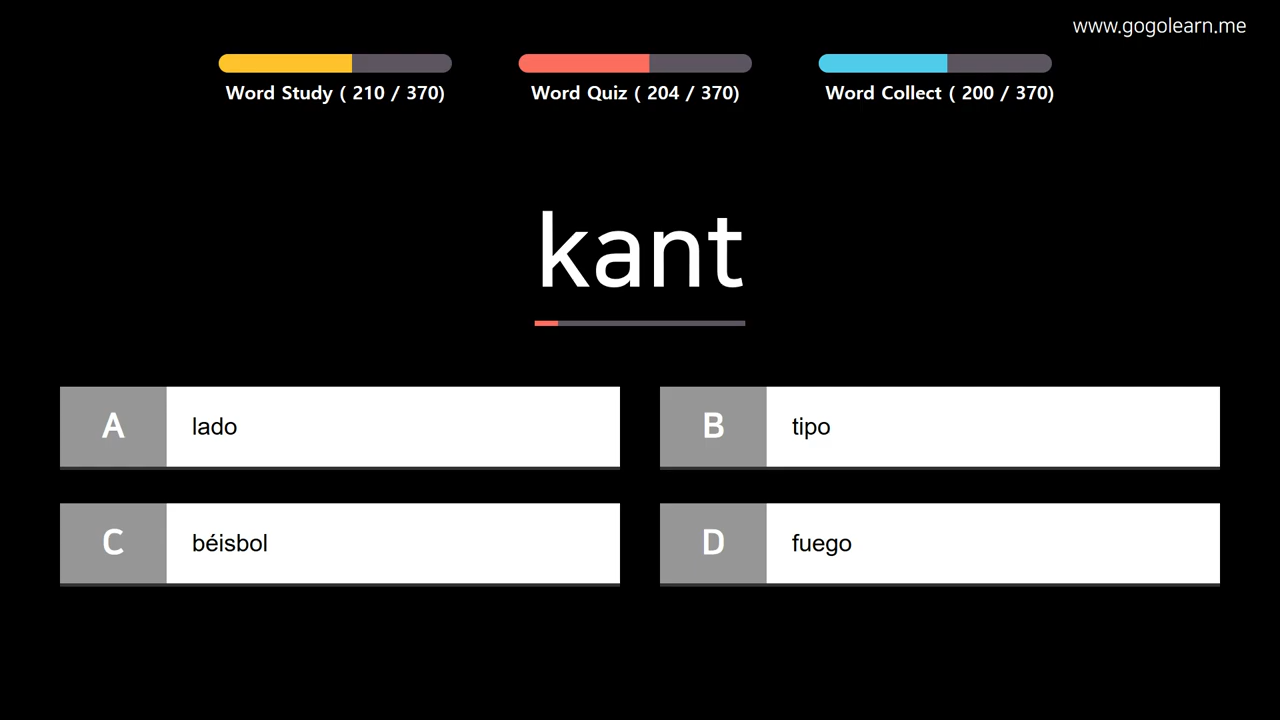 www.gogolearn.me
Word Study ( 210 / 370)
Word Quiz ( 204 / 370)
Word Collect ( 200 / 370)
kant
A lado
B tipo
C béisbol
D fuego